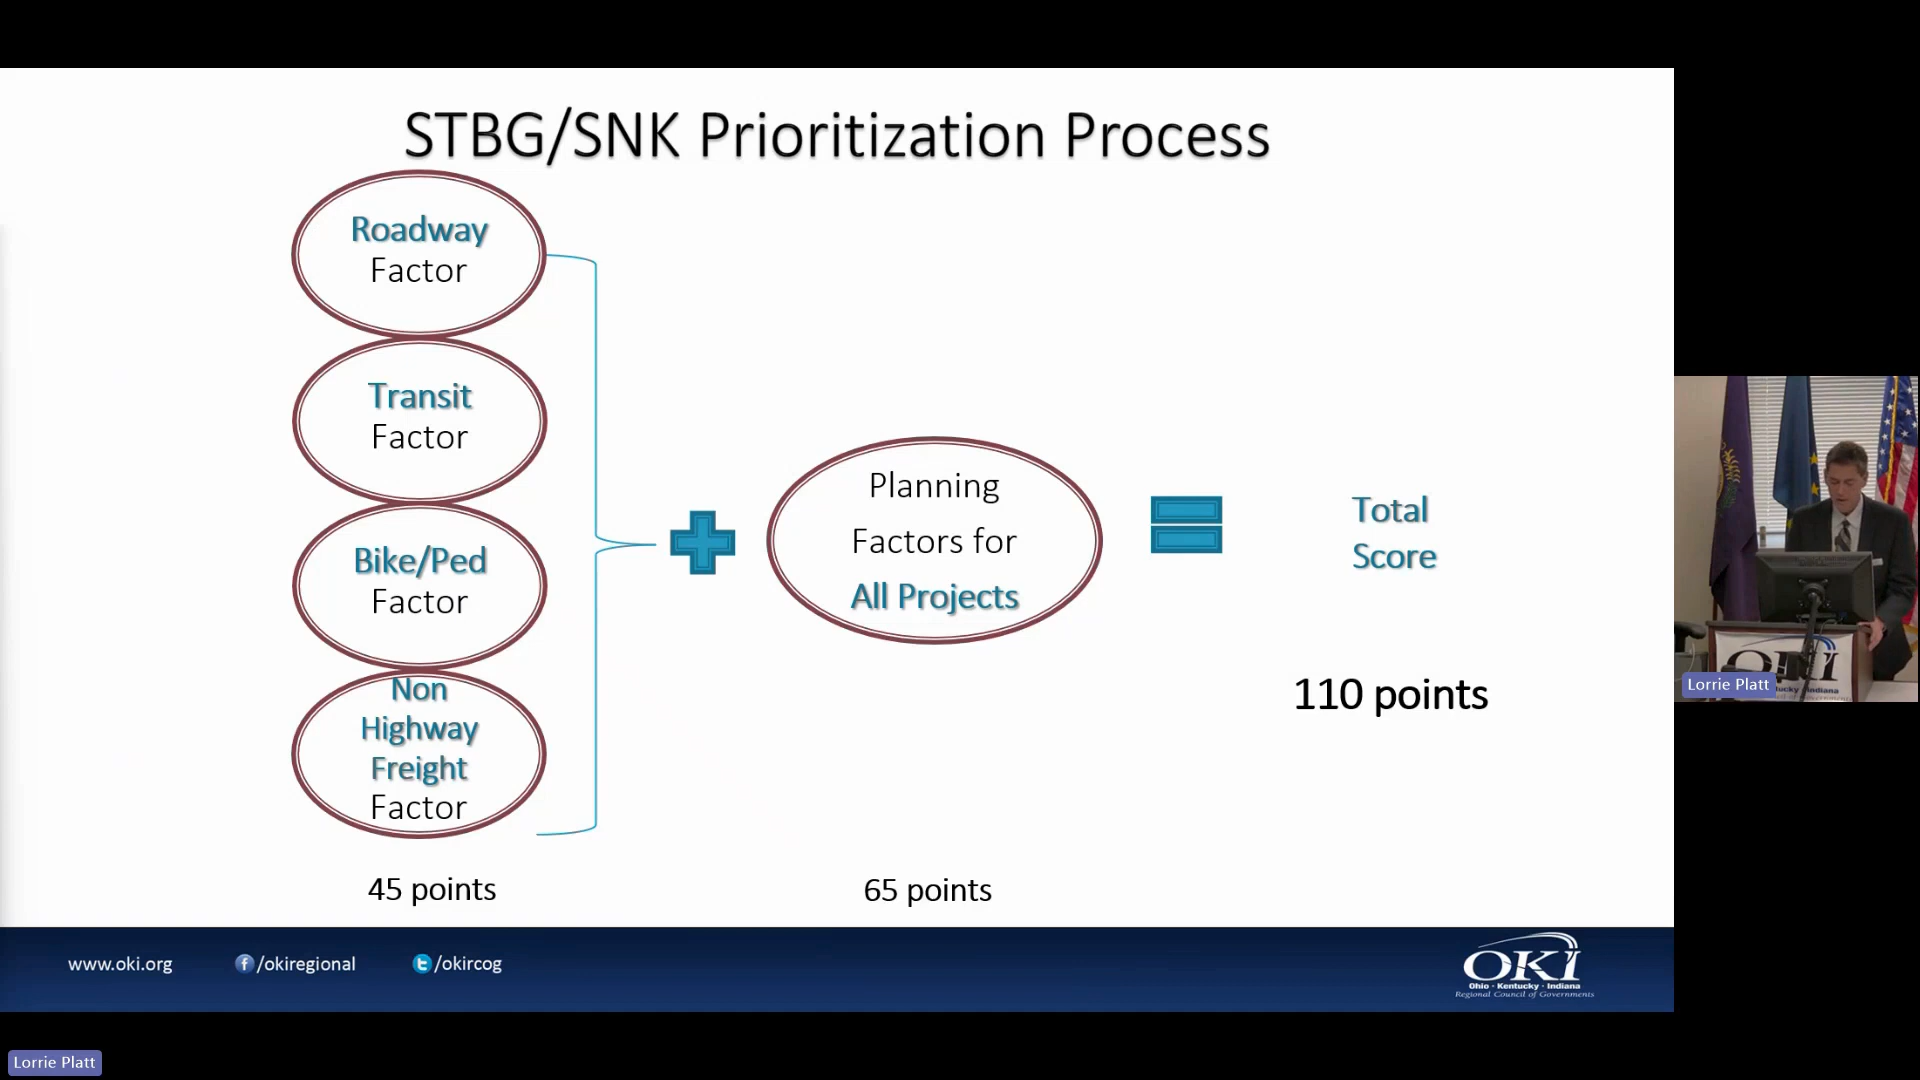 STBG/SNK Prioritization Process
Roadway
Factor
Transit
Factor
Bike/Ped
Factor
Non
Highway
Freight
Factor
45 points
Planning
Factors for
All Projects
65 points
Total
Score
110 points
www.oki.org
/okiregional
/okircog
OKI
Ohio • Kentucky • Indiana
Regional Council of Governments
OKI
Lorrie Platt
Lorrie Platt